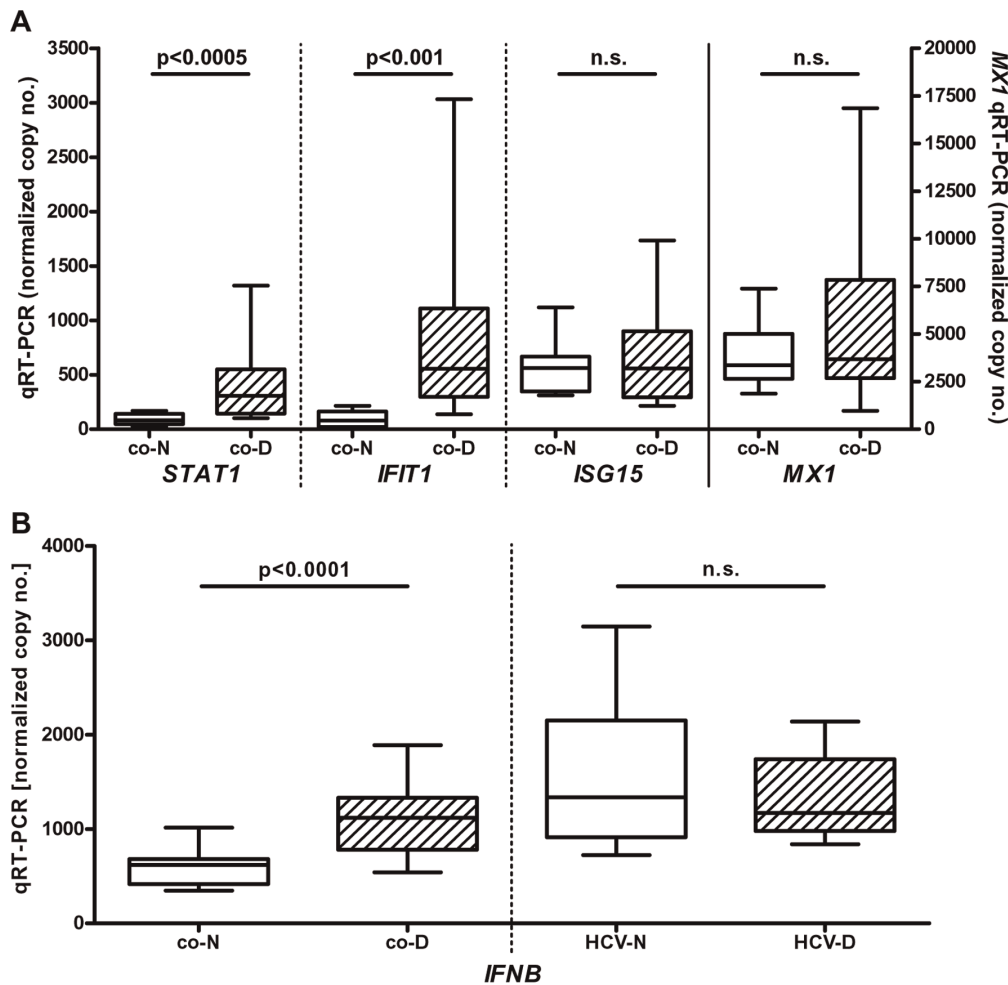 A
p<0.0005 p<0.001 n.s. n.s.
qRT-PCR (normalized copy no.)
3500
3000
2500
2000
1500
1000
500
0
20000
17500
15000
12500
10000
7500
5000
2500
0
MX1 qRT-PCR (normalized copy no.)
co-N co-D co-N co-D co-N co-D co-N co-D
STAT1 IFIT1 ISG15 MX1
B
p<0.0001 n.s.
qRT-PCR [normalized copy no.]
4000
3000
2000
1000
0
co-N co-D HCV-N HCV-D
IFNB